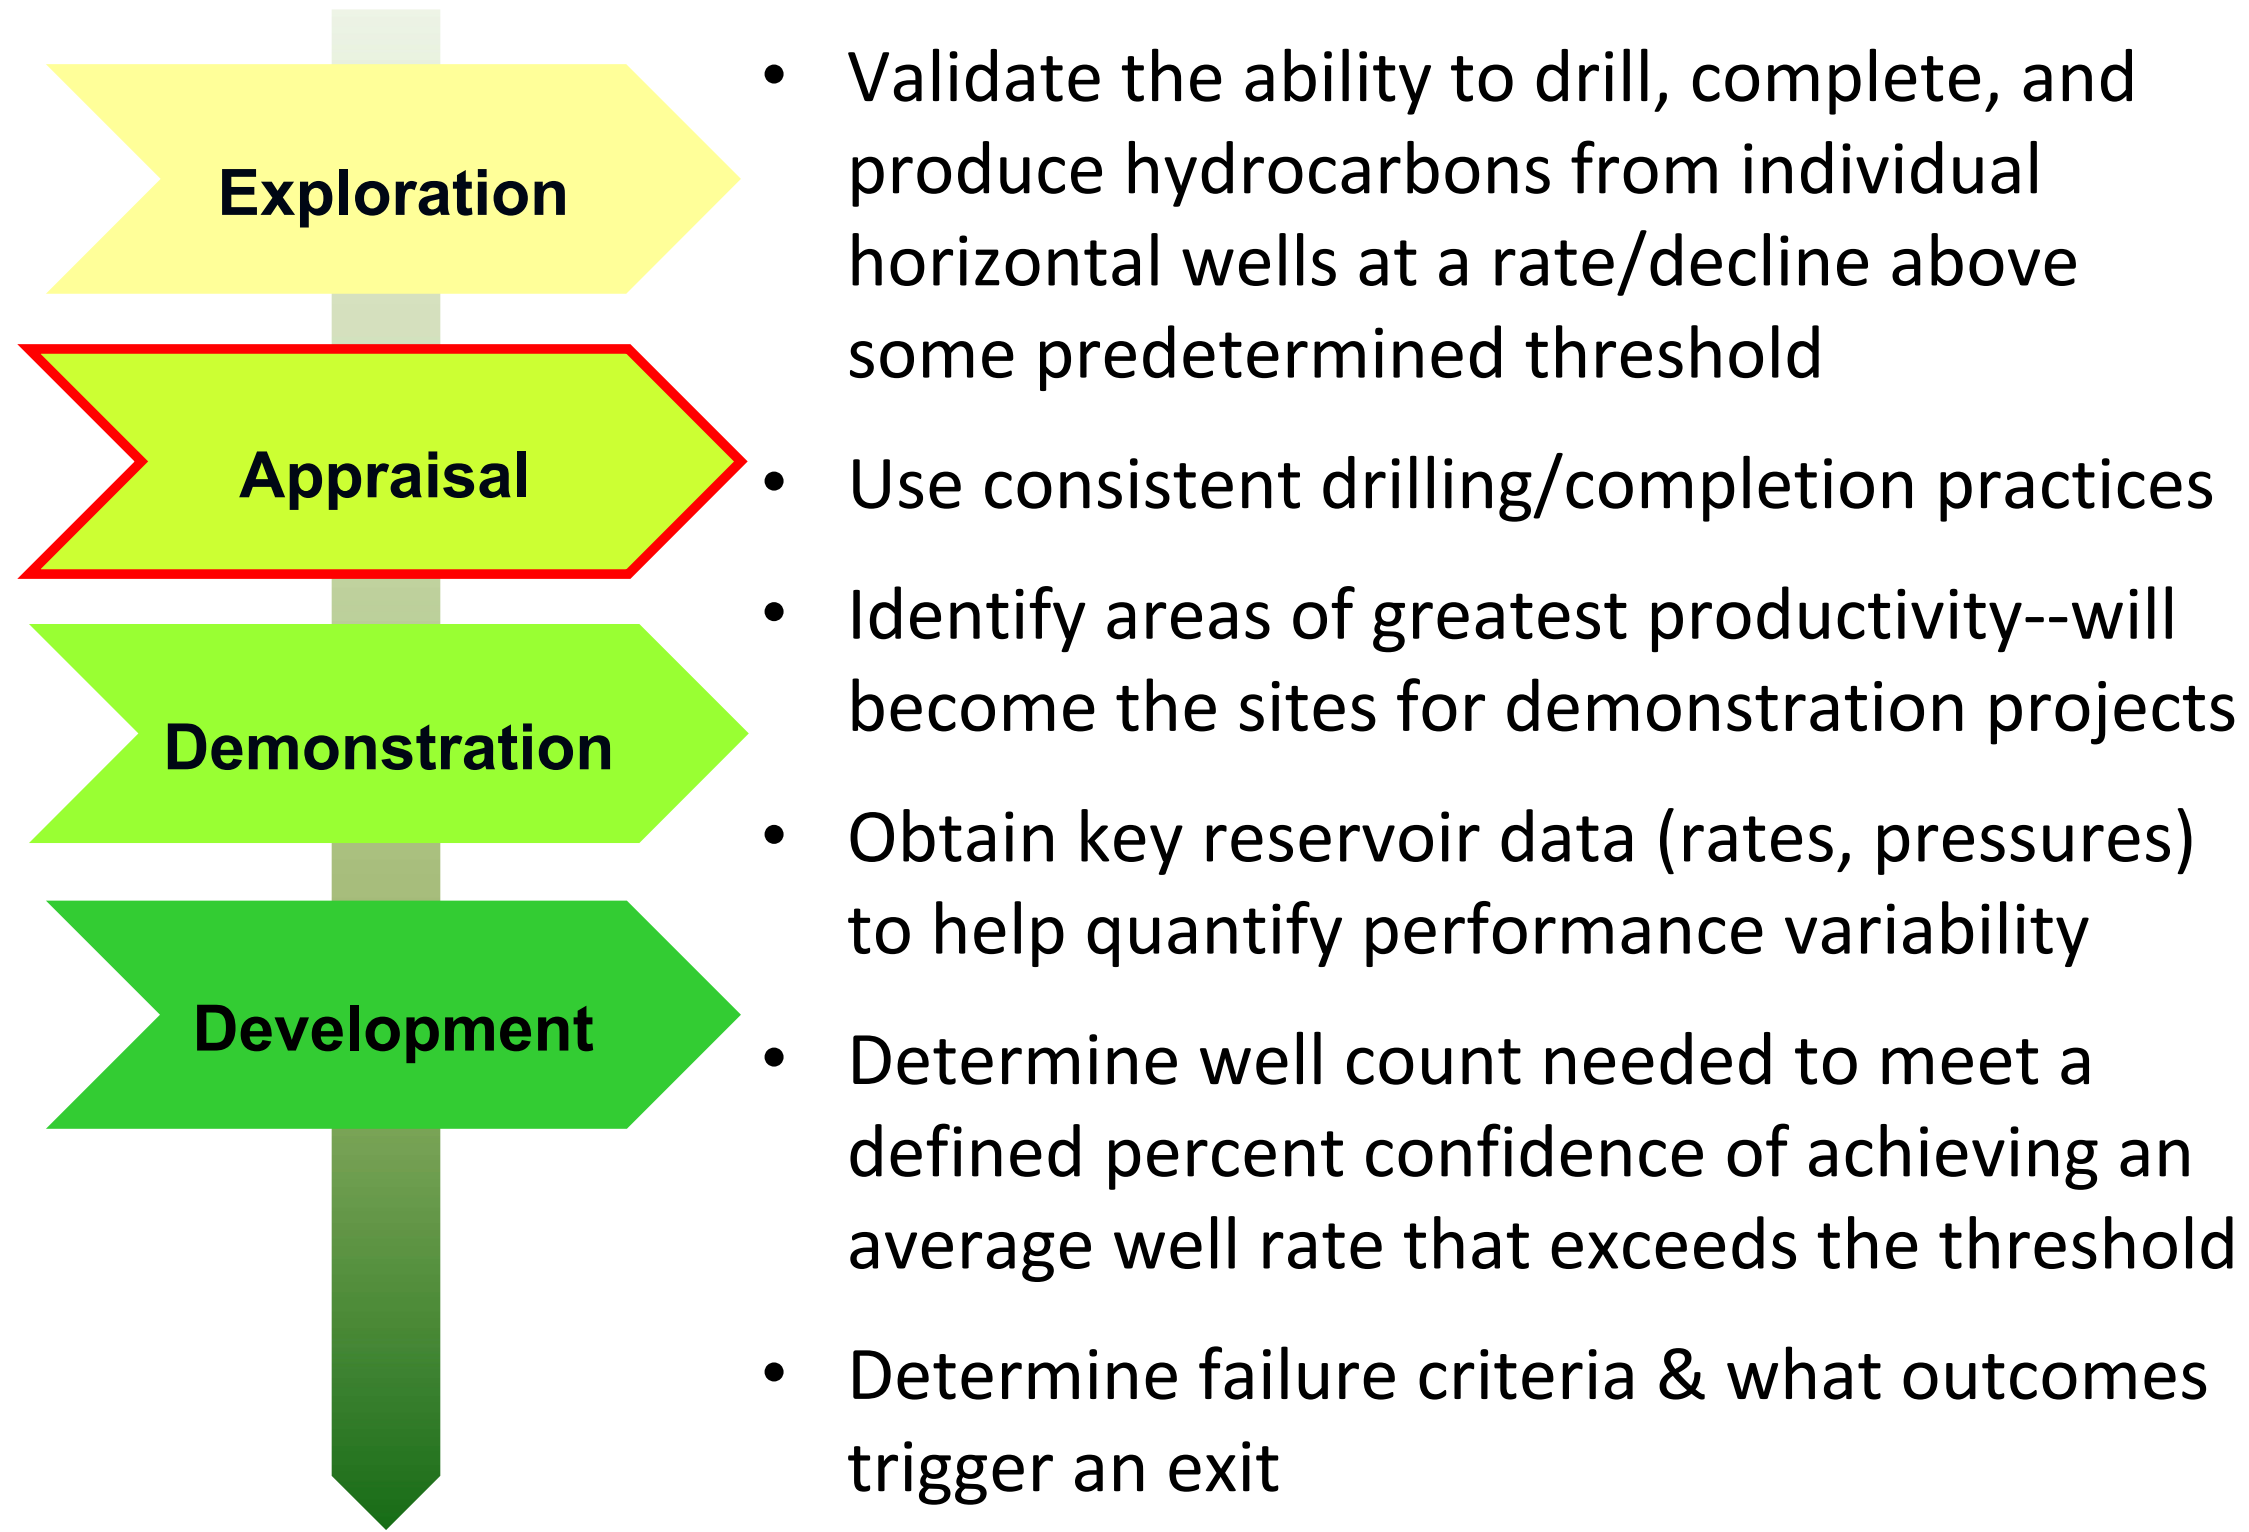 Exploration
Appraisal
Demonstration
Development
• Validate the ability to drill, complete, and
produce hydrocarbons from individual
horizontal wells at a rate/decline above
some predetermined threshold
• Use consistent drilling/completion practices
• Identify areas of greatest productivity--will
become the sites for demonstration projects
• Obtain key reservoir data (rates, pressures)
to help quantify performance variability
• Determine well count needed to meet a
defined percent confidence of achieving an
average well rate that exceeds the threshold
• Determine failure criteria & what outcomes
trigger an exit